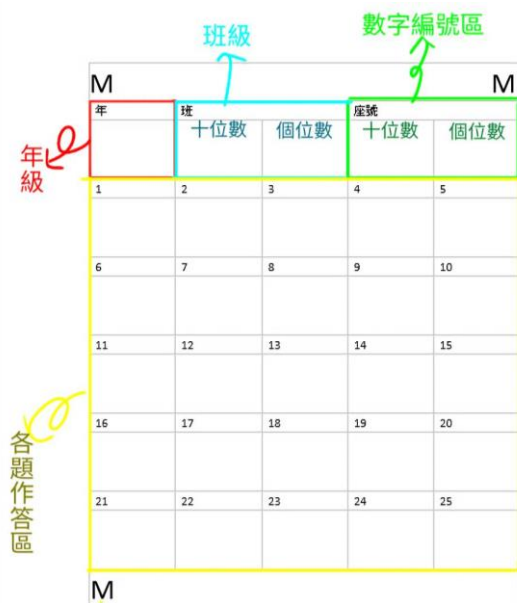 數字編號區
班級
M M
年 班 座號
十位數 個位數 十位數 個位數
年級
1 2 3 4 5
6 7 8 9 10
11 12 13 14 15
16 17 18 19 20
各題作答區
21 22 23 24 25
M